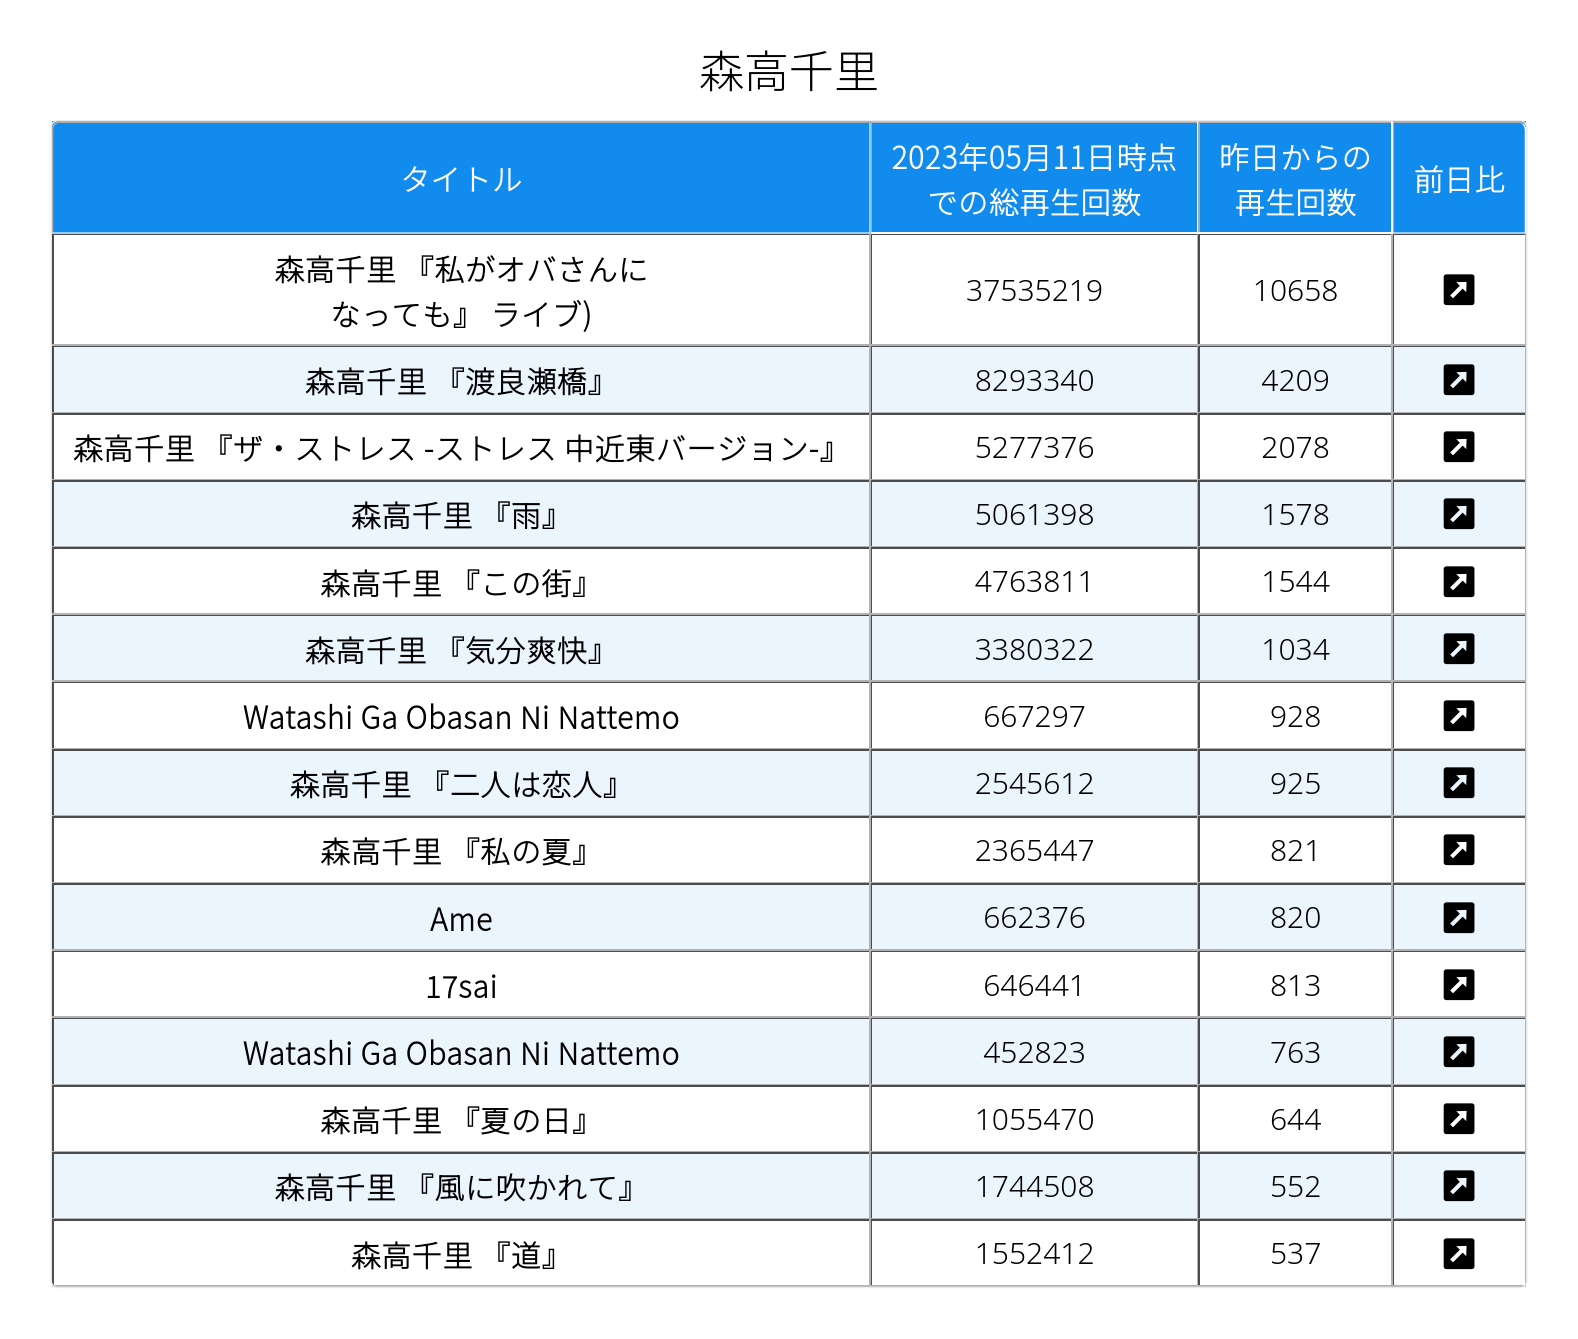 森高千里
タイトル
2023年05月11日時点
での総再生回数
昨日からの
再生回数
前日比
森高千里 『私がオバさんに
なっても』 ライブ)
37535219
10658
森高千里 『渡良瀬橋』
8293340
4209
森高千里 『ザ・ストレス -ストレス 中近東バージョン-』
5277376
2078
森高千里 『雨』
5061398
1578
森高千里 『この街』
4763811
1544
森高千里 『気分爽快』
3380322
1034
Watashi Ga Obasan Ni Nattemo
667297
928
森高千里 『二人は恋人』
2545612
925
森高千里 『私の夏』
2365447
821
Ame
662376
820
17sai
646441
813
Watashi Ga Obasan Ni Nattemo
452823
763
森高千里 『夏の日』
1055470
644
森高千里 『風に吹かれて』
1744508
552
森高千里 『道』
1552412
537